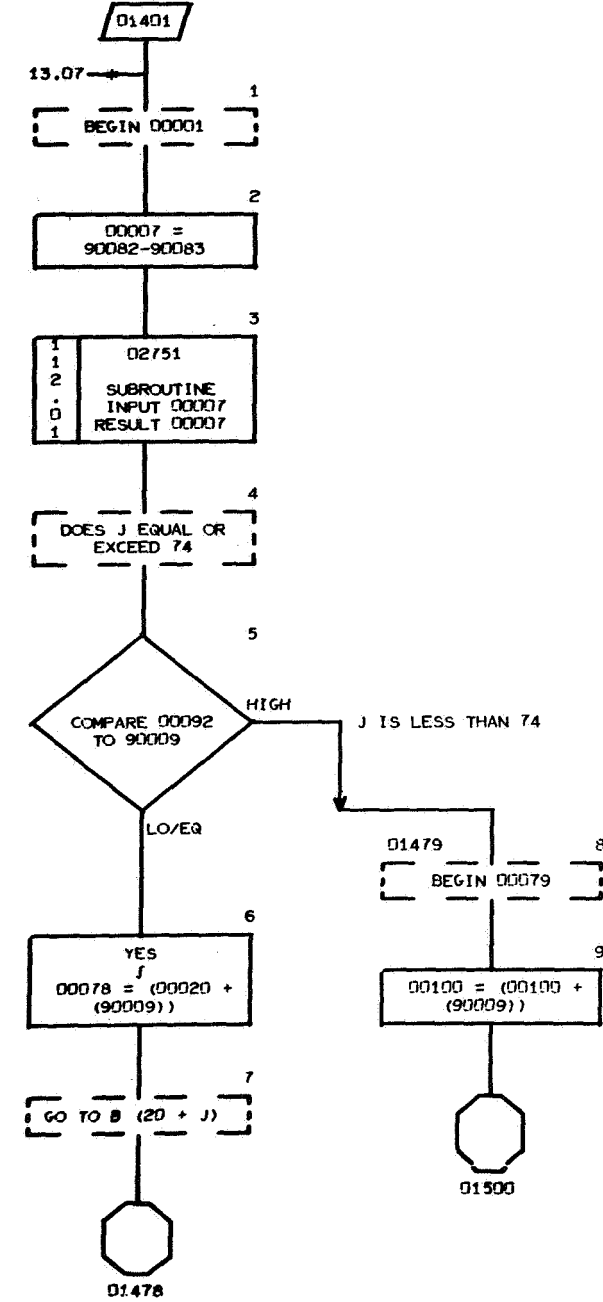 01401
13.07
1
BEGIN 00001
2
00007 =
90082-90083
3
1
1
2
.
0
1
02751
SUBROUTINE
INPUT 00007
RESULT 00007
4
DOES J EQUAL OR
EXCEED 74
5
COMPARE 00092
TO 90009
HIGH
J IS LESS THAN 74
LO/EQ
01479
8
BEGIN 00079
6
YES
∫
00078 = (00020 +
(90009))
9
00100 = (00100 +
(90009))
7
GO TO B (20 + J)
01500
01478